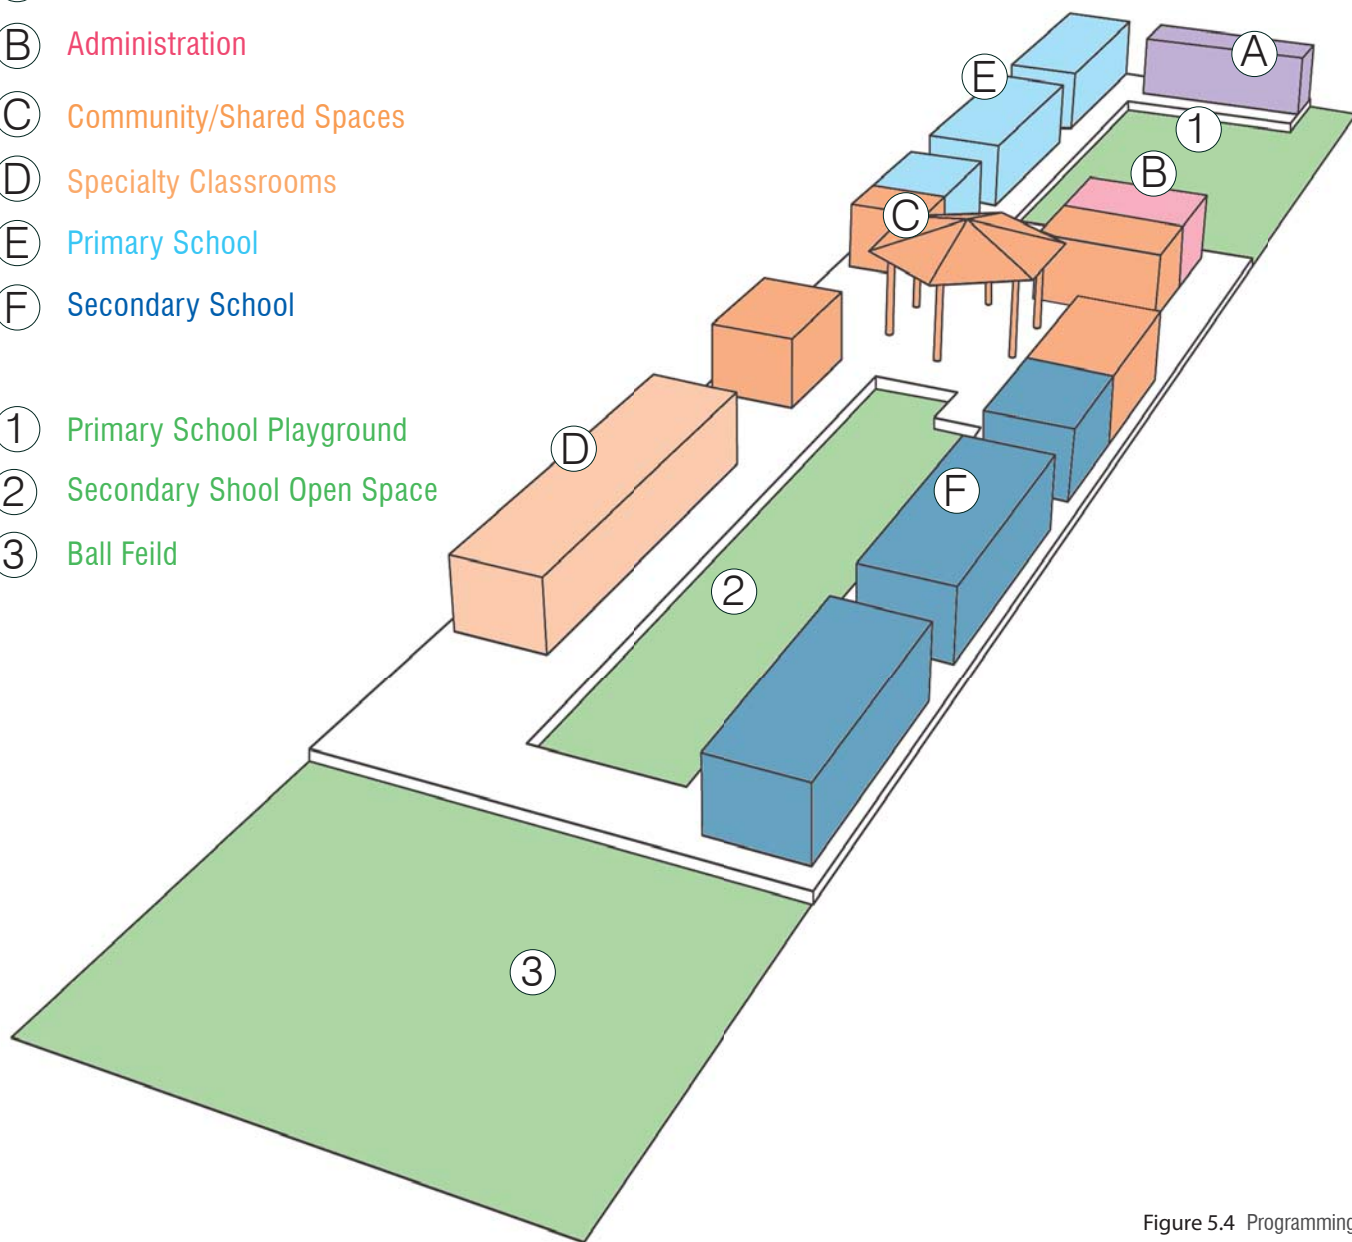 B Administration
C Community/Shared Spaces
D Specialty Classrooms
E Primary School
F Secondary School
1 Primary School Playground
2 Secondary Shool Open Space
3 Ball Feild
A
E
1
B
C
D
F
2
3
Figure 5.4 Programming